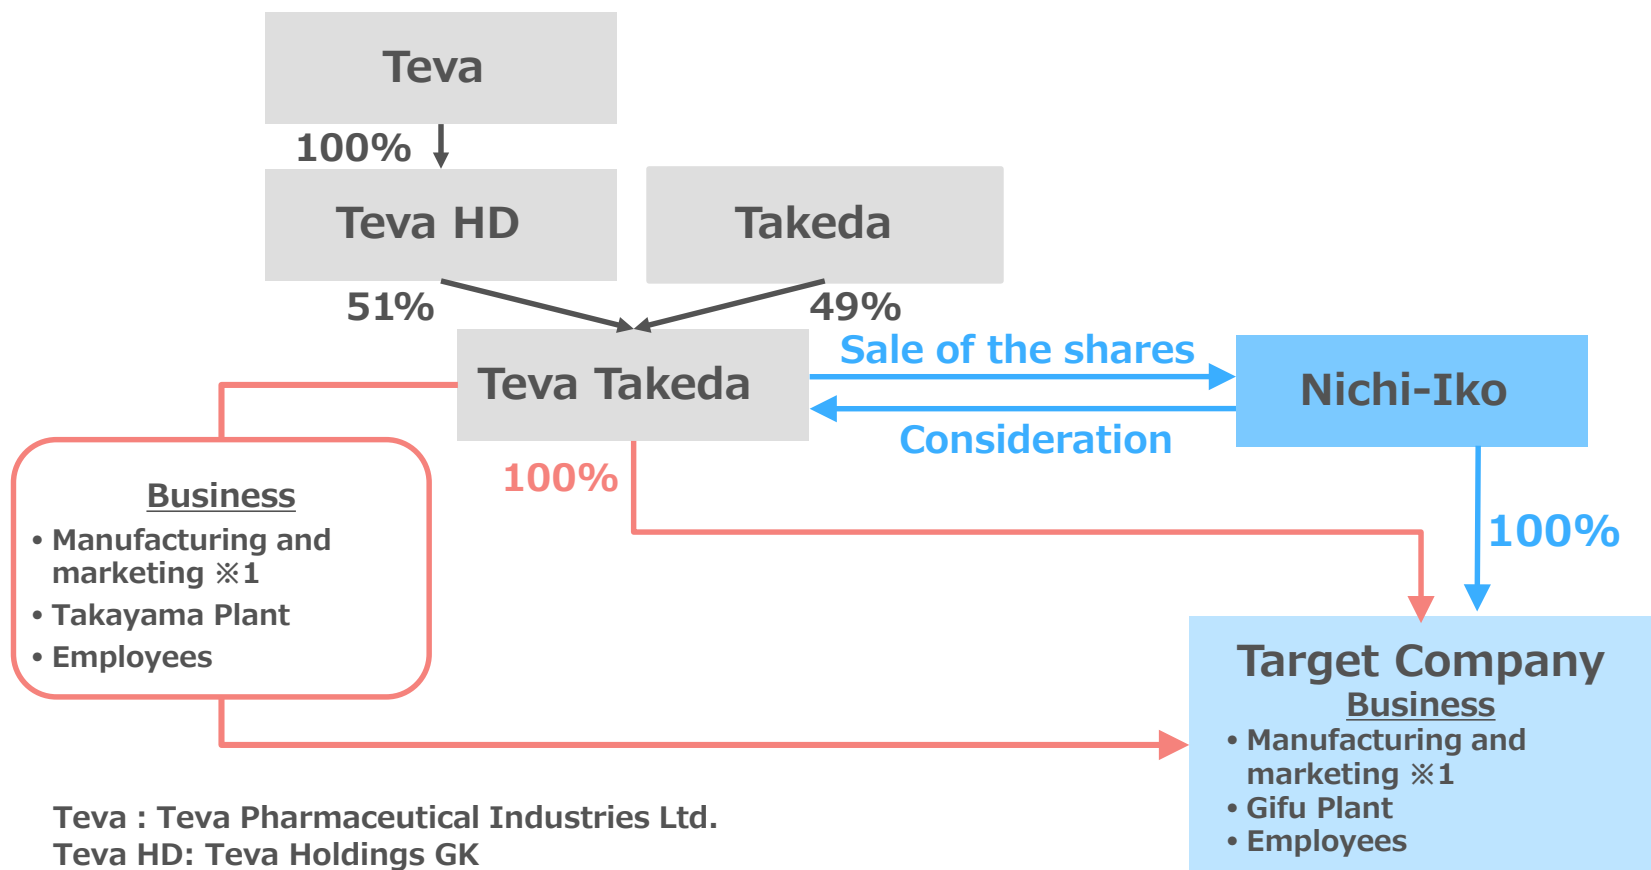 Teva
100%
Teva HD
Takeda
51%
49%
Teva Takeda
Sale of the shares
Consideration
Nichi-Iko
100%
100%
Business
• Manufacturing and
marketing ※1
• Takayama Plant
• Employees
Target Company
Business
• Manufacturing and
marketing ※1
• Gifu Plant
• Employees
Teva : Teva Pharmaceutical Industries Ltd.
Teva HD: Teva Holdings GK